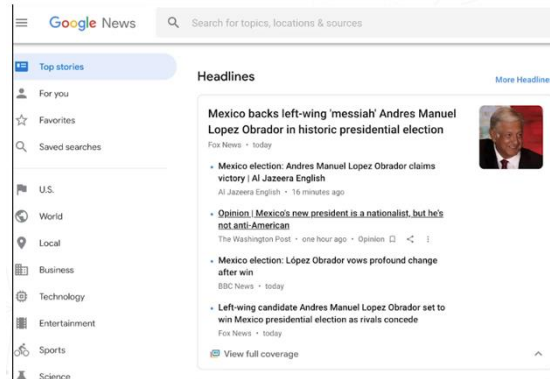 Google News
Search for topics, locations & sources
Top stories
For you
Favorites
Saved searches
U.S.
World
Local
Business
Technology
Entertainment
Sports
Science
Headlines
More Headline
Mexico backs left-wing 'messiah' Andres Manuel
Lopez Obrador in historic presidential election
Fox News • today
Mexico election: Andres Manuel Lopez Obrador claims
victory | Al Jazeera English
Al Jazeera English • 16 minutes ago
Opinion | Mexico's new president is a nationalist, but he's
not anti-American
The Washington Post • one hour ago • Opinion
Mexico election: López Obrador vows profound change
after win
BBC News • today
Left-wing candidate Andres Manuel Lopez Obrador set to
win Mexico presidential election as rivals concede
Fox News • today
View full coverage